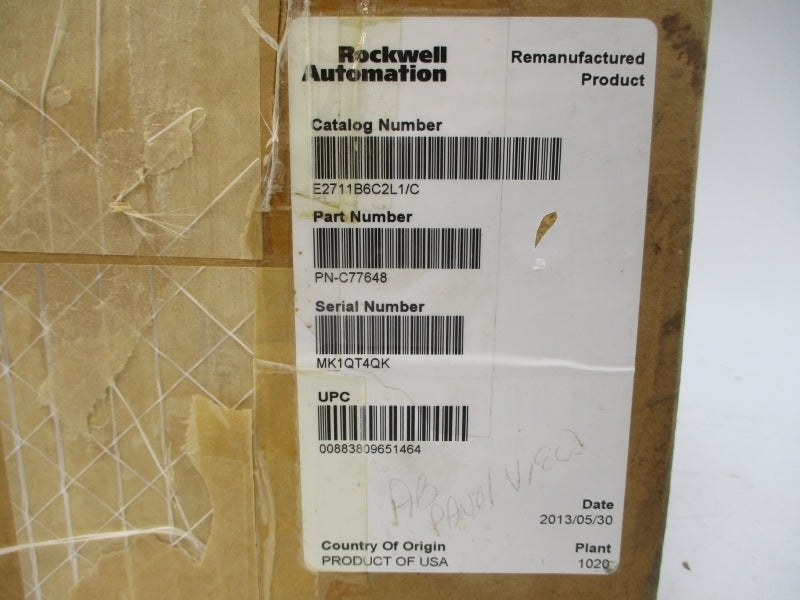 Rockwell
Automation
Remanufactured
Product
Catalog Number
E2711B6C2L1/C
Part Number
PN-C77648
Serial Number
MK1QT4QK
UPC
00883809651464
AB
PANEL VIEW
Date
2013/05/30
Country Of Origin
PRODUCT OF USA
Plant
1020